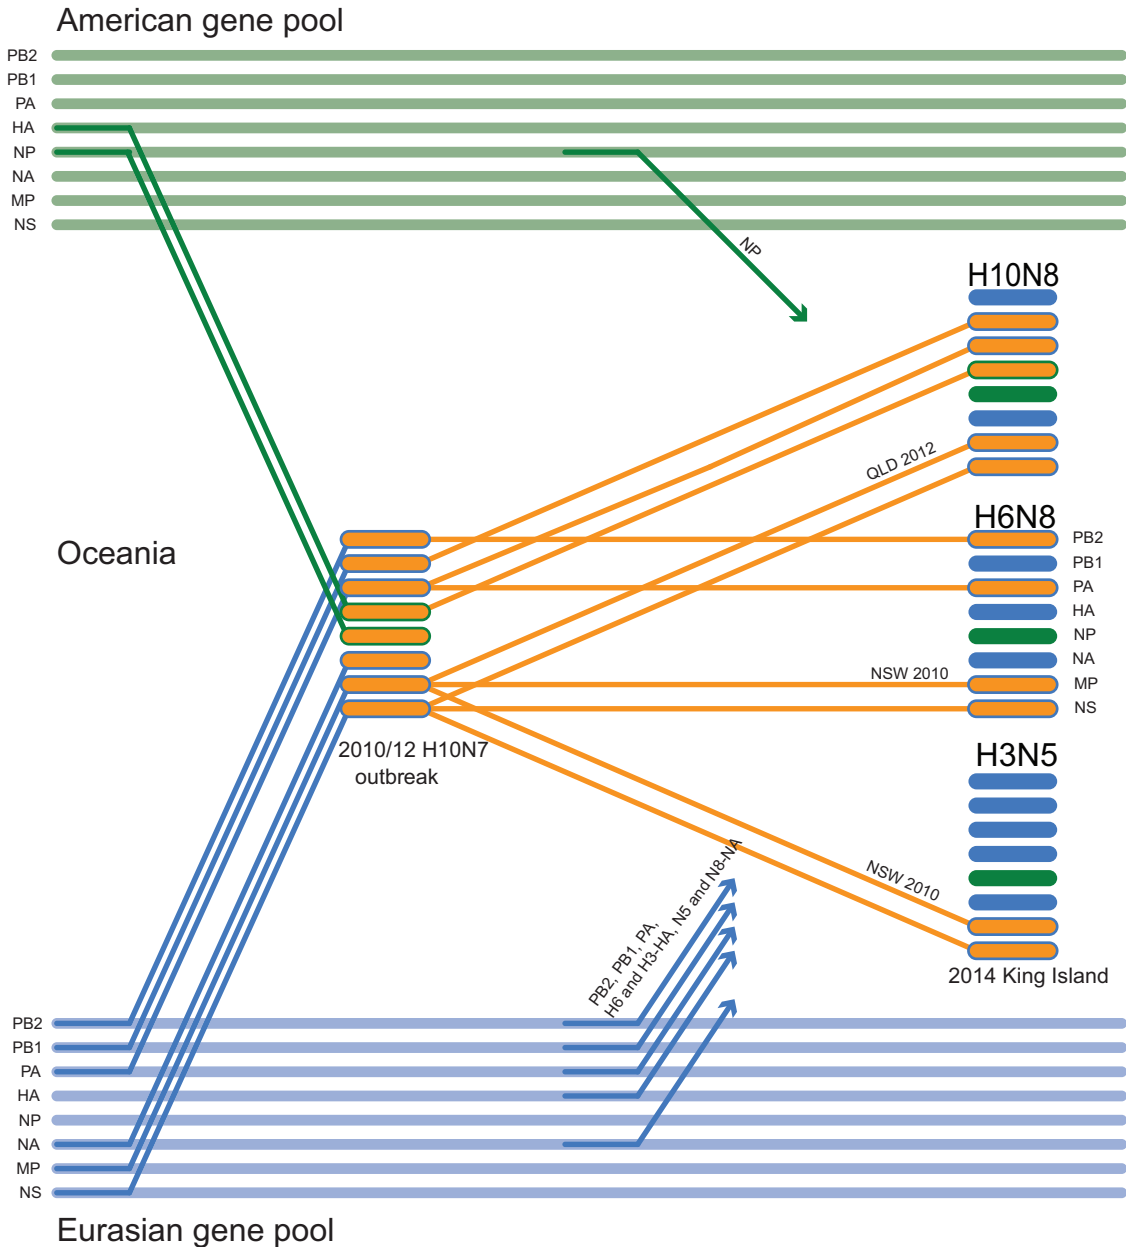 American gene pool
PB2
PB1
PA
HA
NP
NA
MP
NS
NP
H10N8
QLD 2012
Oceania
H6N8
PB2
PB1
PA
HA
NP
NA
MP
NS
NSW 2010
2010/12 H10N7
outbreak
H3N5
NSW 2010
2014 King Island
PB2, PB1, PA,
H6 and H3-HA, N5 and N8-NA
PB2
PB1
PA
HA
NP
NA
MP
NS
Eurasian gene pool